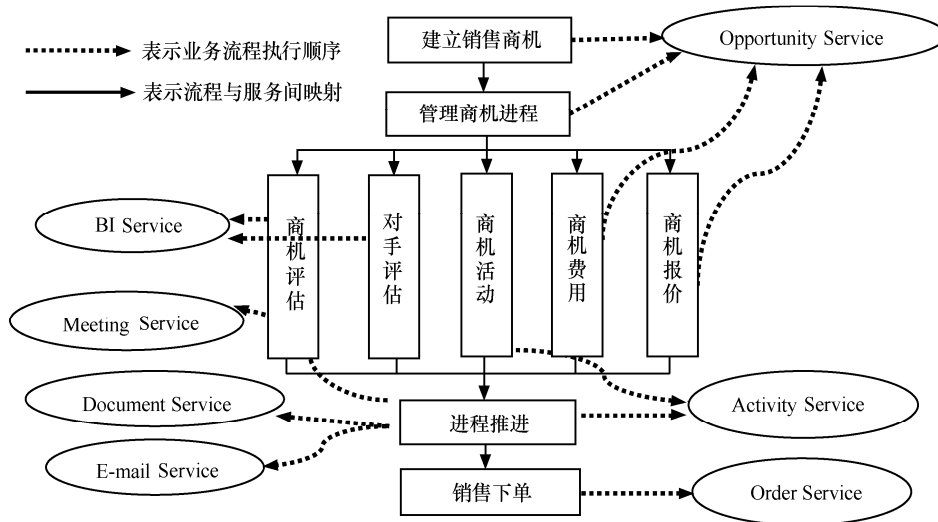 建立销售商机
Opportunity Service
表示业务流程执行顺序
表示流程与服务间映射
管理商机进程
商机评估
对手评估
商机活动
商机费用
商机报价
BI Service
Meeting Service
Document Service
进程推进
Activity Service
E-mail Service
销售下单
Order Service